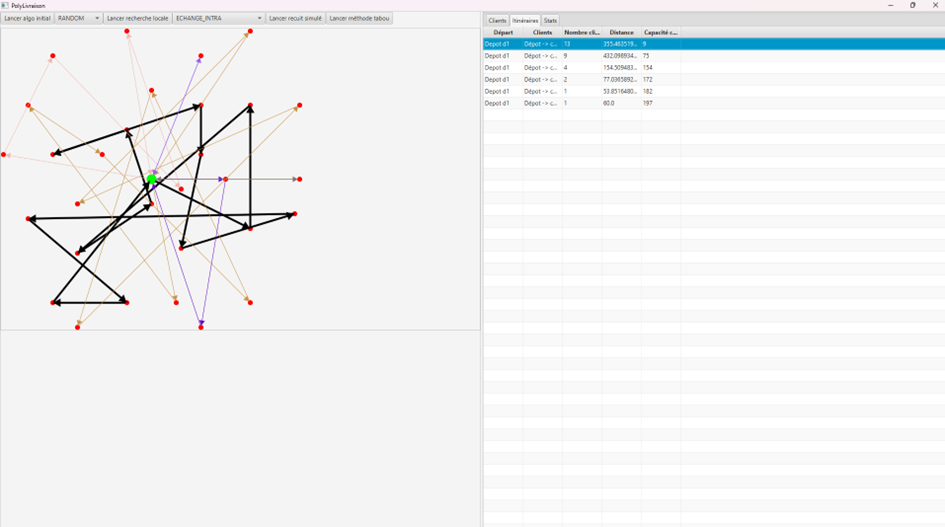 PolyLivraison
Lancer algo initial RANDOM Lancer recherche locale ECHANGE_INTRA Lancer recuit simulé Lancer méthode tabou
Clients Itinéraires Stats
Départ Clients Nombre cli... Distance Capacité c...
Depot d1 Dépot -> c... 13 355.463519... 9
Depot d1 Dépot -> c... 9 432.098934... 75
Depot d1 Dépot -> c... 4 154.509483... 154
Depot d1 Dépot -> c... 2 77.0365892... 172
Depot d1 Dépot -> c... 1 53.8516480... 182
Depot d1 Dépot -> c... 1 60.0 197